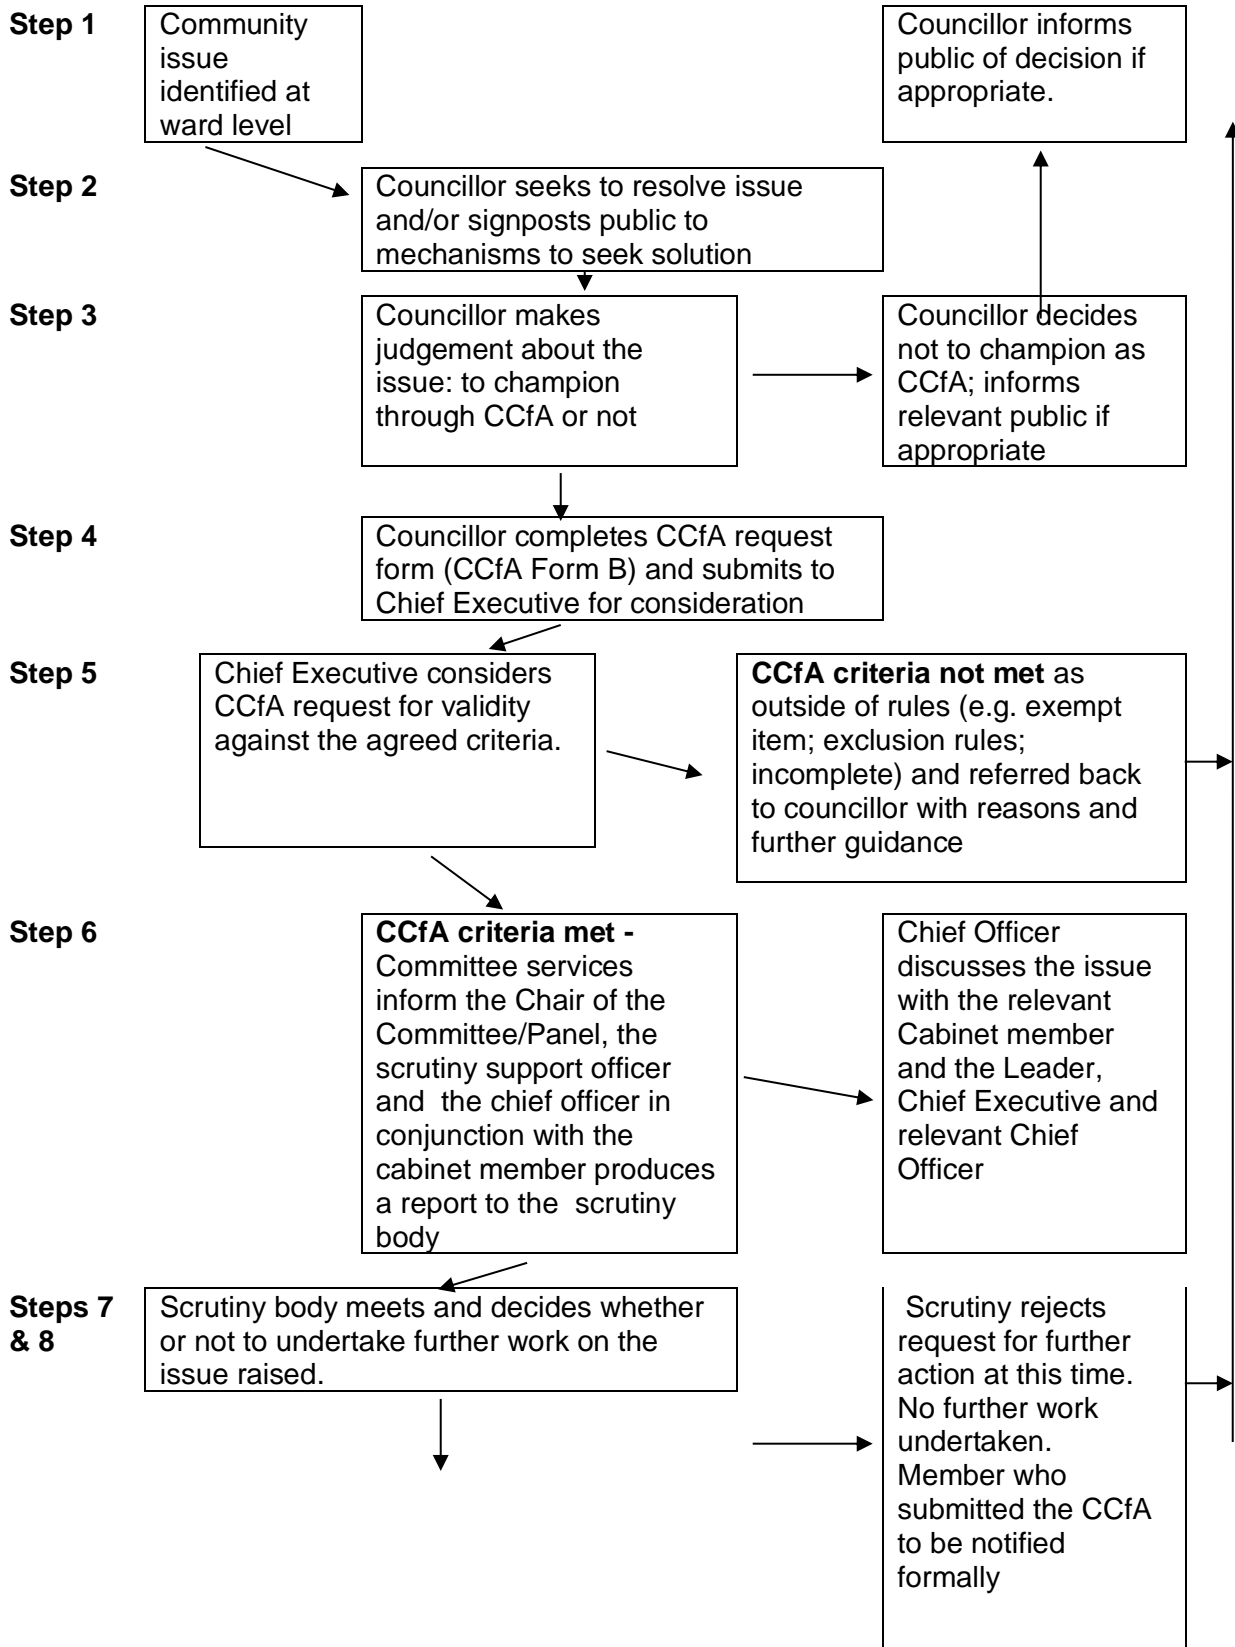 Step 1
Community
issue
identified at
ward level
Councillor informs
public of decision if
appropriate.
Step 2
Councillor seeks to resolve issue
and/or signposts public to
mechanisms to seek solution
Step 3
Councillor makes
judgement about the
issue: to champion
through CCfA or not
Councillor decides
not to champion as
CCfA; informs
relevant public if
appropriate
Step 4
Councillor completes CCfA request
form (CCfA Form B) and submits to
Chief Executive for consideration
Step 5
Chief Executive considers
CCfA request for validity
against the agreed criteria.
CCfA criteria not met as
outside of rules (e.g. exempt
item; exclusion rules;
incomplete) and referred back
to councillor with reasons and
further guidance
Step 6
CCfA criteria met -
Committee services
inform the Chair of the
Committee/Panel, the
scrutiny support officer
and  the chief officer in
conjunction with the
cabinet member produces
a report to the  scrutiny
body
Chief Officer
discusses the issue
with the relevant
Cabinet member
and the Leader,
Chief Executive and
relevant Chief
Officer
Steps 7
& 8
Scrutiny body meets and decides whether
or not to undertake further work on the
issue raised.
Scrutiny rejects
request for further
action at this time.
No further work
undertaken.
Member who
submitted the CCfA
to be notified
formally